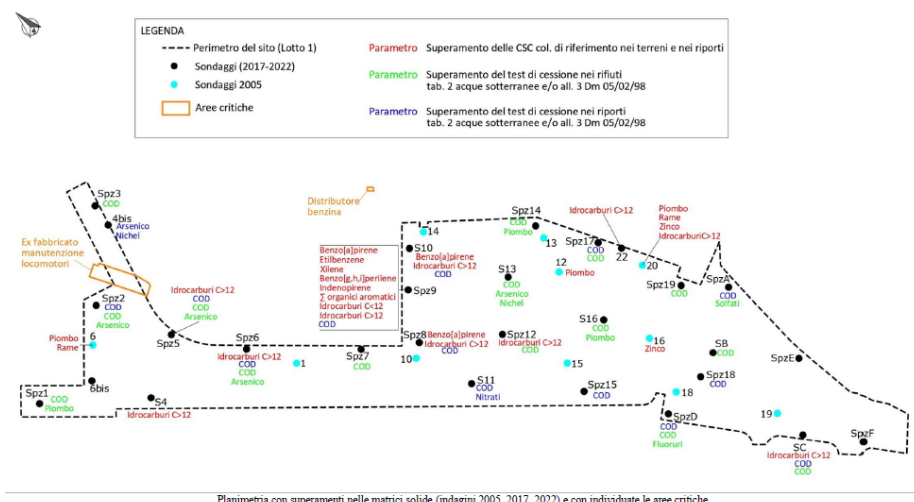 LEGENDA
Perimetro del sito (Lotto 1)
Sondaggi (2017-2022)
Sondaggi 2005
Aree critiche
Parametro Superamento delle CSC col. di riferimento nei terreni e nei riporti
Parametro Superamento del test di cessione nei rifiuti
tab. 2 acque sotterranee e/o all. 3 Dm 05/02/98
Parametro Superamento del test di cessione nei riporti
tab. 2 acque sotterranee e/o all. 3 Dm 05/02/98
Spz3
COD
4bis
Arsenico
Nichel
Ex fabbricato
manutenzione
locomotori
Distributore
benzina
Spz2
COD
COD
Arsenico
6
Piombo
Rame
6bis
Spz1
COD
Piombo
S4
Idrocarburi C>12
Idrocarburi C>12
COD
COD
Arsenico
Spz5
Spz6
Idrocarburi C>12
COD
COD
Arsenico
1
Spz7
COD
Benzo[a]pirene
Etilbenzene
Xilene
Benzo[g,h,i]perilene
Indenopirene
∑ organici aromatici
Idrocarburi C<12
Idrocarburi C>12
COD
14
S10
Benzo[a]pirene
Idrocarburi C>12
COD
Spz9
Spz8
Benzo[a]pirene
Idrocarburi C>12
COD
10
S11
COD
Nitrati
Spz14
COD
Piombo
13
12
Piombo
S13
COD
Arsenico
Nichel
Spz12
Idrocarburi C>12
COD
15
Spz15
COD
S16
COD
Piombo
Idrocarburi C>12
Spz17
COD
COD
22
Piombo
Rame
Zinco
IdrocarburiC>12
20
Spz19
COD
SpzA
COD
Solfati
16
Zinco
SB
COD
Spz18
COD
18
SpzD
COD
COD
Fluoruri
SpzE
19
SC
Idrocarburi C>12
COD
COD
SpzF
Planimetria con superamenti nelle matrici solide (indagini 2005, 2017, 2022) e con individuate le aree critiche